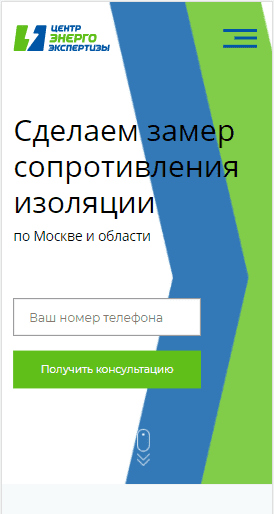 ЦЕНТР
ЭНЕРГО
ЭКСПЕРТИЗЫ
Сделаем замер
сопротивления
изоляции
по Москве и области
Ваш номер телефона
Получить консультацию